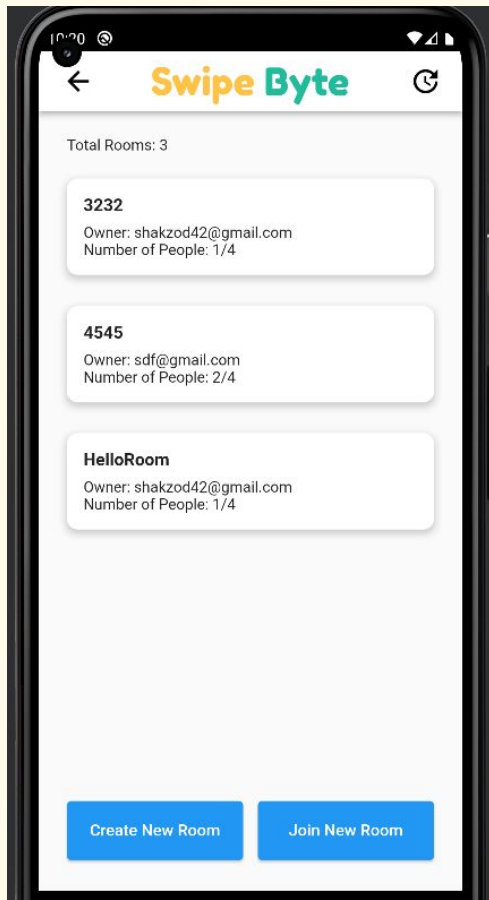 10:20
Swipe Byte
Total Rooms: 3
3232
Owner: shakzod42@gmail.com
Number of People: 1/4
4545
Owner: sdf@gmail.com
Number of People: 2/4
HelloRoom
Owner: shakzod42@gmail.com
Number of People: 1/4
Create New Room
Join New Room